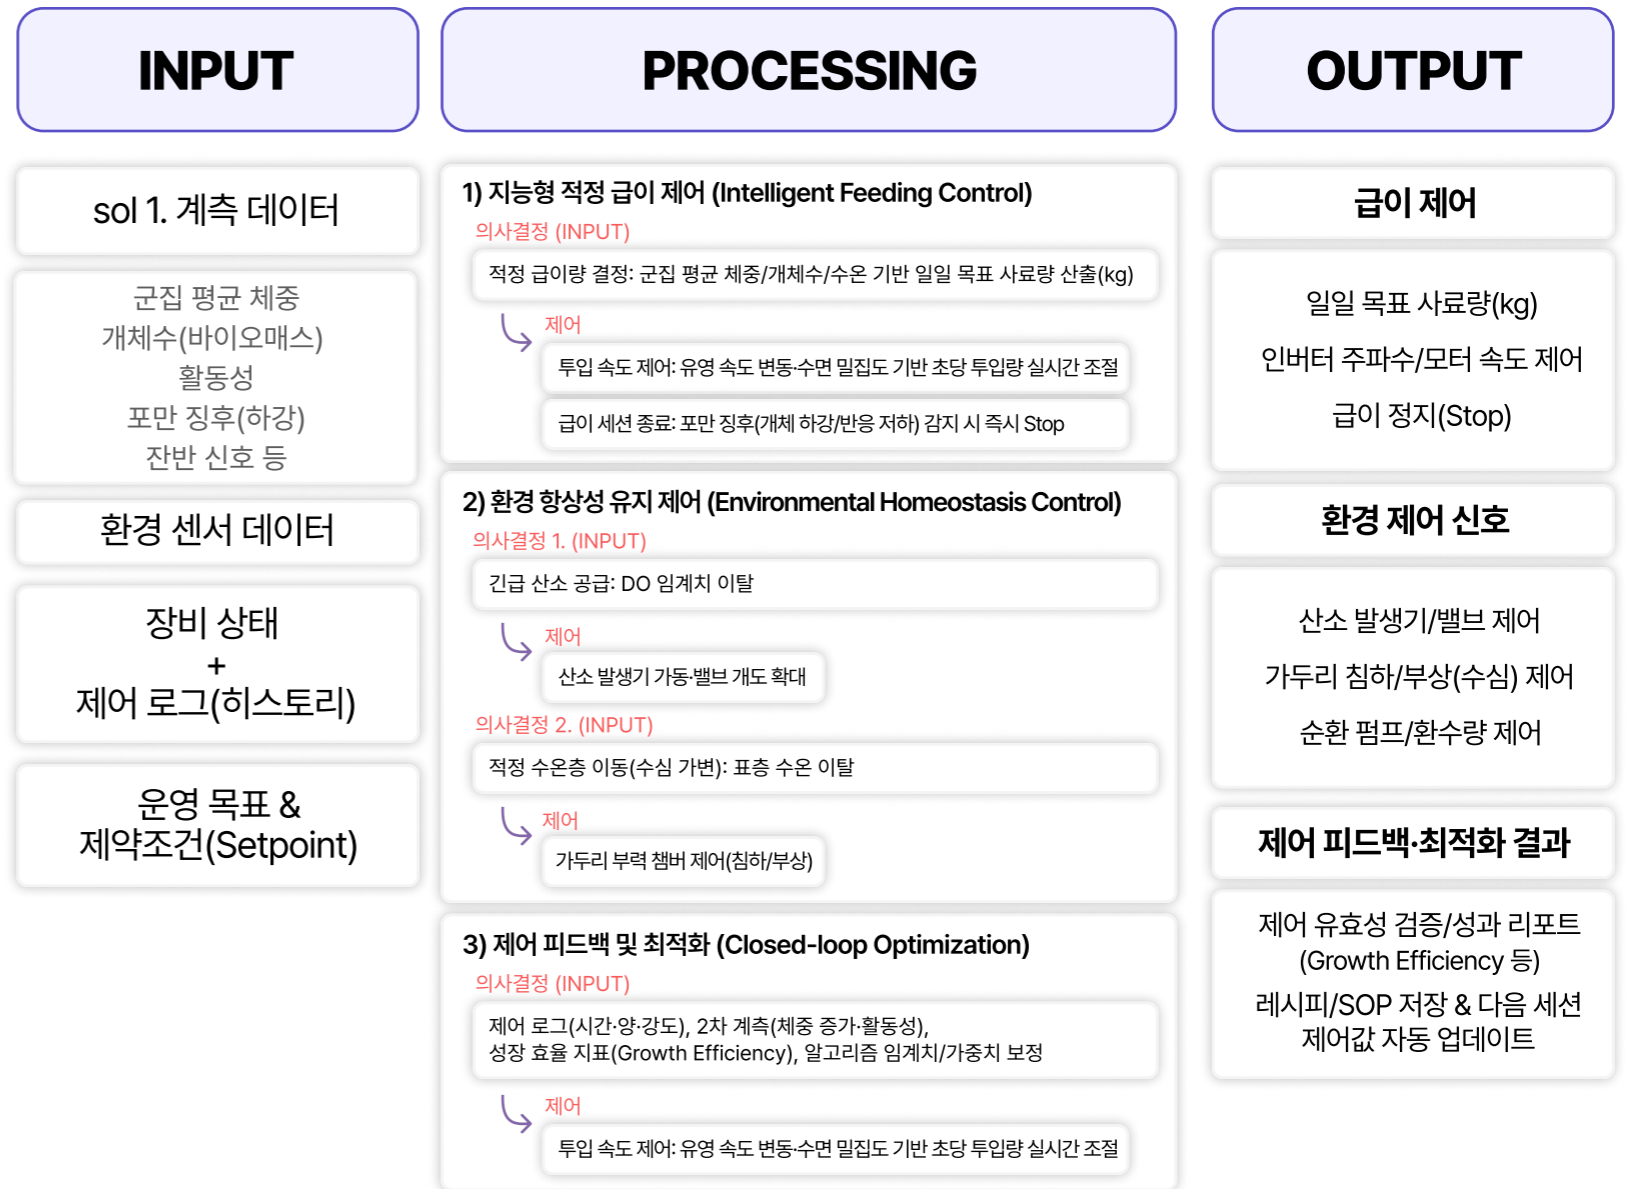 INPUT
sol 1. 계측 데이터
군집 평균 체중
개체수(바이오매스)
활동성
포만 징후(하강)
잔반 신호 등
환경 센서 데이터
장비 상태
+
제어 로그(히스토리)
운영 목표 &
제약조건(Setpoint)
PROCESSING
1) 지능형 적정 급이 제어 (Intelligent Feeding Control)
의사결정 (INPUT)
적정 급이량 결정: 군집 평균 체중/개체수/수온 기반 일일 목표 사료량 산출(kg)
제어
투입 속도 제어: 유영 속도 변동·수면 밀집도 기반 초당 투입량 실시간 조절
급이 세션 종료: 포만 징후(개체 하강/반응 저하) 감지 시 즉시 Stop
2) 환경 항상성 유지 제어 (Environmental Homeostasis Control)
의사결정 1. (INPUT)
긴급 산소 공급: DO 임계치 이탈
제어
산소 발생기 가동·밸브 개도 확대
의사결정 2. (INPUT)
적정 수온층 이동(수심 가변): 표층 수온 이탈
제어
가두리 부력 챔버 제어(침하/부상)
3) 제어 피드백 및 최적화 (Closed-loop Optimization)
의사결정 (INPUT)
제어 로그(시간·양·강도), 2차 계측(체중 증가·활동성),
성장 효율 지표(Growth Efficiency), 알고리즘 임계치/가중치 보정
제어
투입 속도 제어: 유영 속도 변동·수면 밀집도 기반 초당 투입량 실시간 조절
OUTPUT
급이 제어
일일 목표 사료량(kg)
인버터 주파수/모터 속도 제어
급이 정지(Stop)
환경 제어 신호
산소 발생기/밸브 제어
가두리 침하/부상(수심) 제어
순환 펌프/환수량 제어
제어 피드백·최적화 결과
제어 유효성 검증/성과 리포트
(Growth Efficiency 등)
레시피/SOP 저장 & 다음 세션
제어값 자동 업데이트